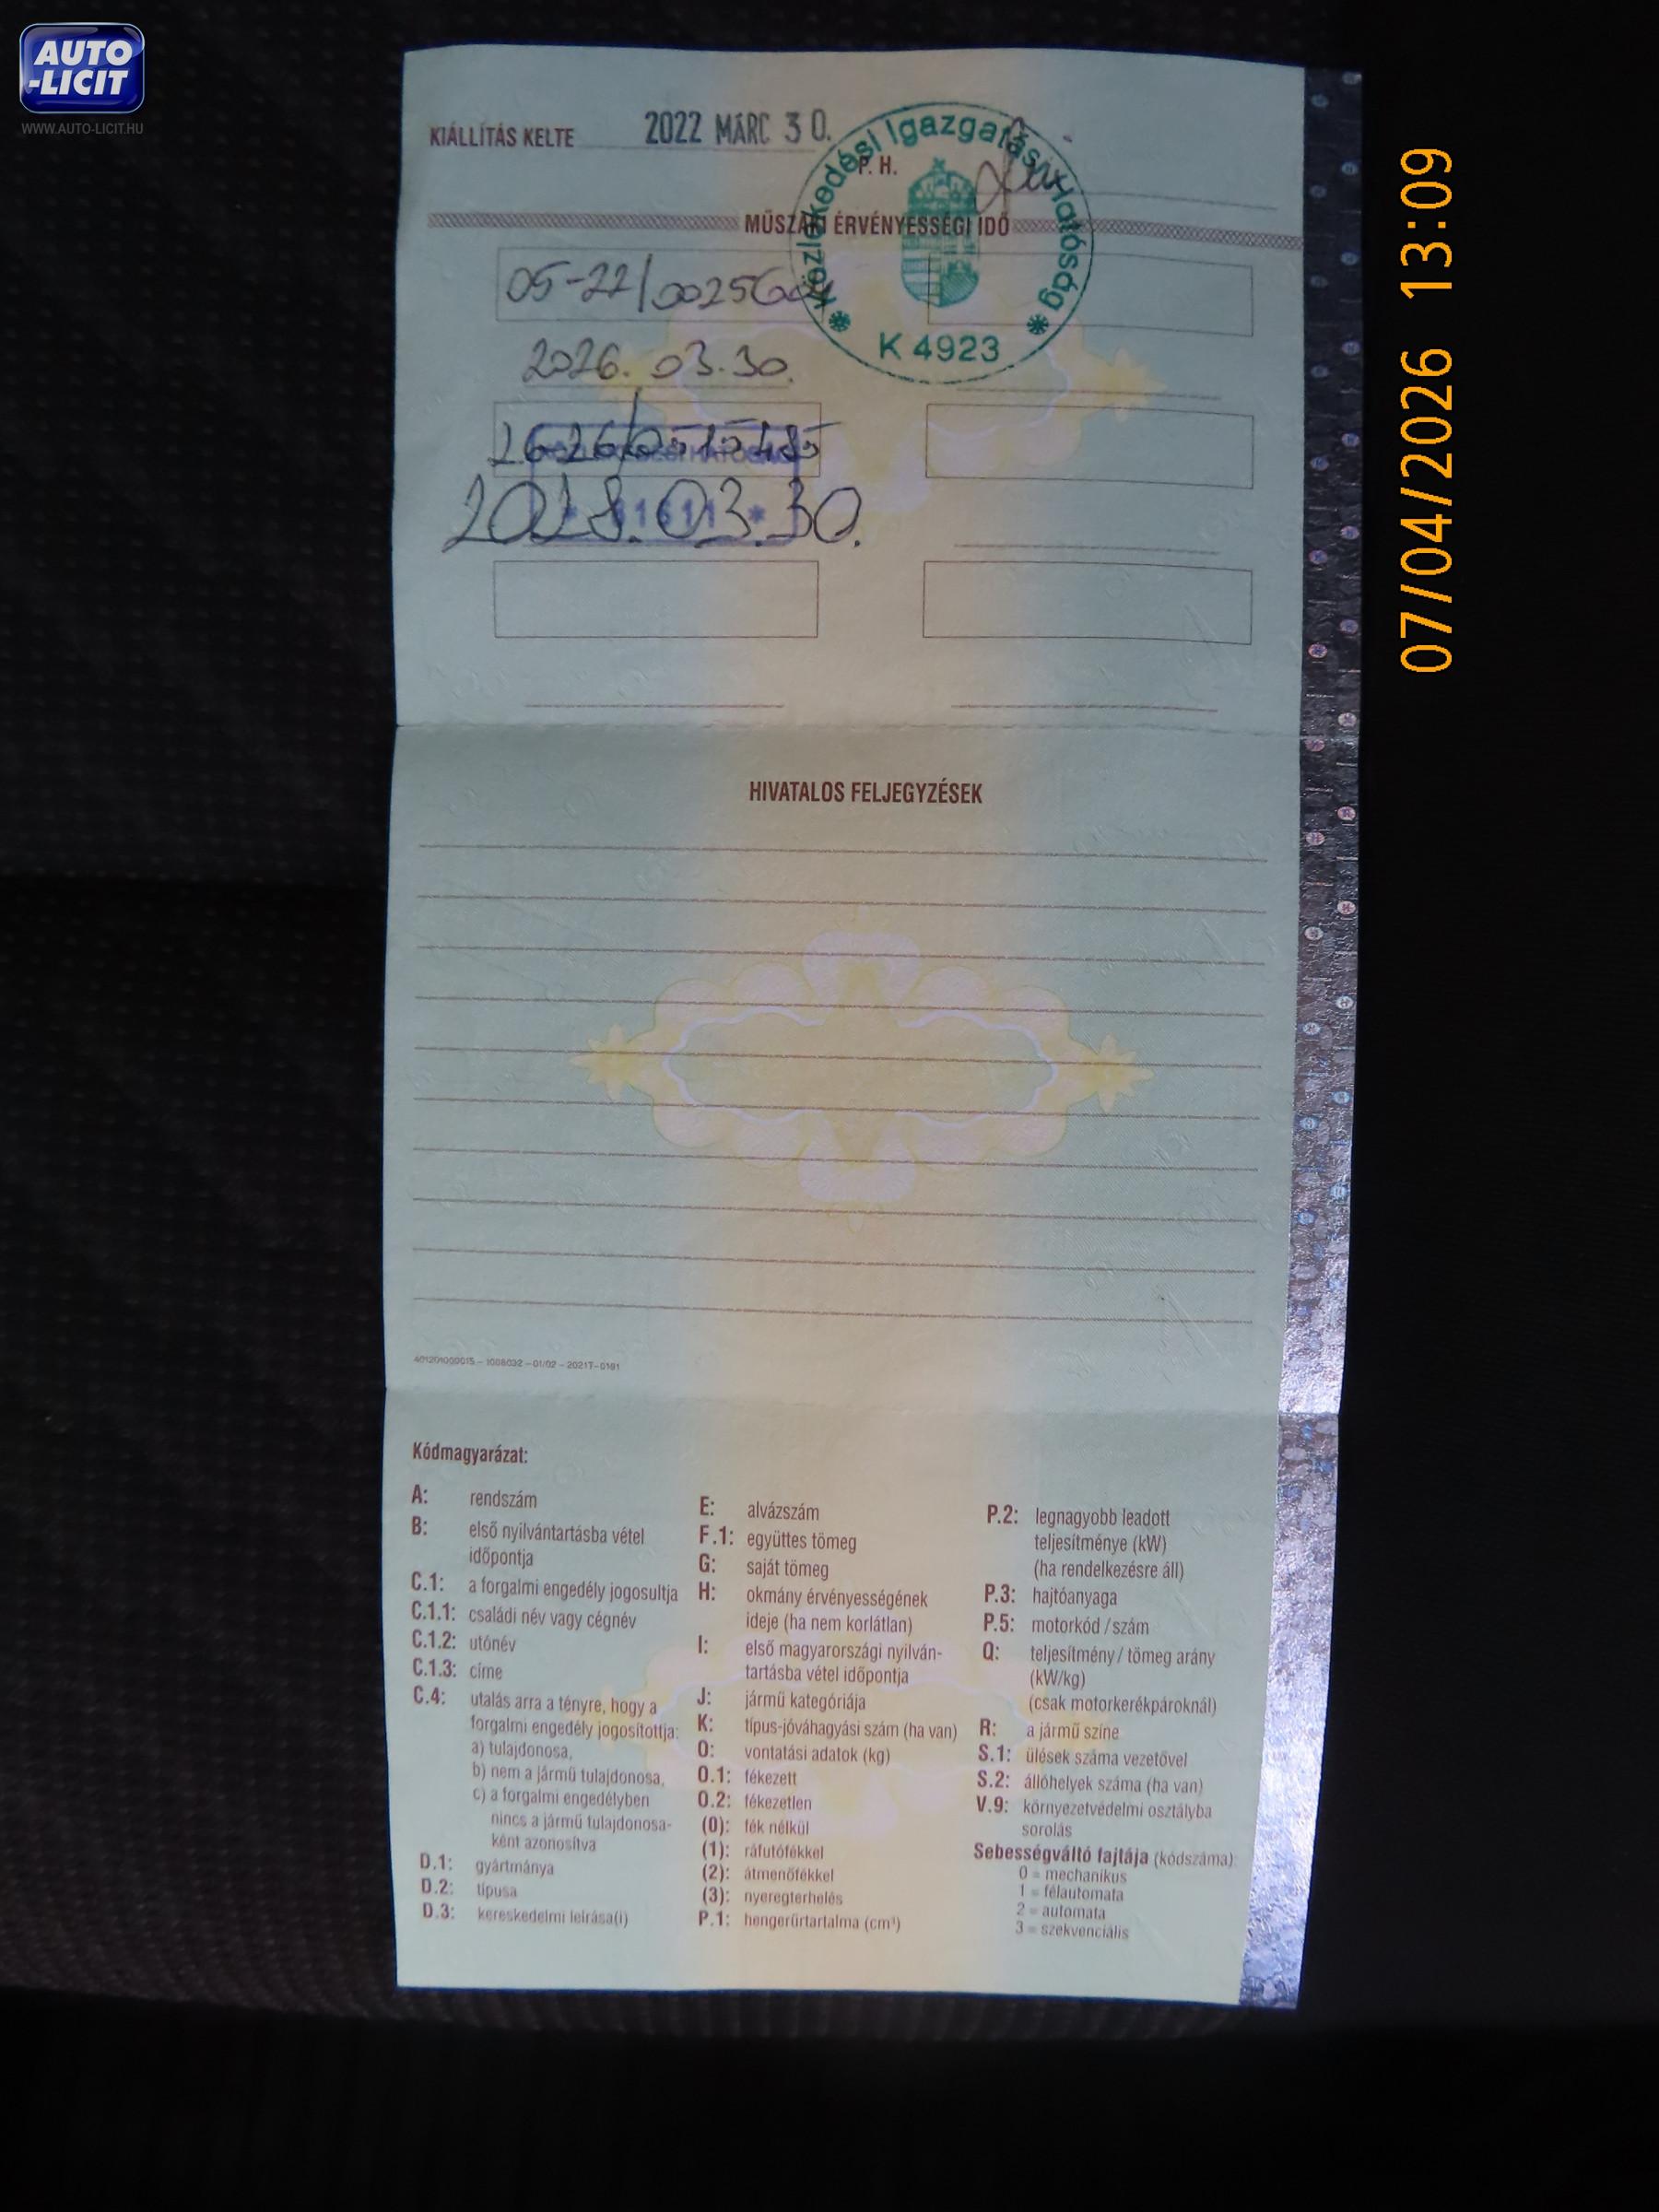 AUTO
-LICIT
WWW.AUTO-LICIT.HU
07/04/2026 13:09
KIÁLLÍTÁS KELTE 2022 MÁRC 30.
P. H.
Közlekedési Igazgatási Hatóság
K 4923
MŰSZAKI ÉRVÉNYESSÉGI IDŐ
05-22/
2026. 03.30.
2028.03.30.
HIVATALOS FELJEGYZÉSEK
Kódmagyarázat:
A: rendszám
B: első nyilvántartásba vétel
időpontja
C.1: a forgalmi engedély jogosultja
C.1.1: családi név vagy cégnév
C.1.2: utónév
C.1.3: címe
C.4: utalás arra a tényre, hogy a
forgalmi engedély jogosítottja:
a) tulajdonosa,
b) nem a jármű tulajdonosa,
c) a forgalmi engedélyben
nincs a jármű tulajdonosa-
ként azonosítva
D.1: gyártmánya
D.2: típusa
D.3: kereskedelmi leírása(i)
E: alvázszám
F.1: együttes tömeg
G: saját tömeg
H: okmány érvényességének
ideje (ha nem korlátlan)
I: első magyarországi nyilván-
tartásba vétel időpontja
J: jármű kategóriája
K: típus-jóváhagyási szám (ha van)
O: vontatási adatok (kg)
O.1: fékezett
O.2: fékezetlen
(0): fék nélkül
(1): ráfutófékkel
(2): átmenőfékkel
(3): nyeregterhelés
P.1: hengerűrtartalma (cm³)
P.2: legnagyobb leadott
teljesítménye (kW)
(ha rendelkezésre áll)
P.3: hajtóanyaga
P.5: motorkód / szám
Q: teljesítmény / tömeg arány
(kW/kg)
(csak motorkerékpároknál)
R: a jármű színe
S.1: ülések száma vezetővel
S.2: állóhelyek száma (ha van)
V.9: környezetvédelmi osztályba
sorolás
Sebességváltó fajtája (kódszáma):
0 = mechanikus
1 = félautomata
2 = automata
3 = szekvenciális